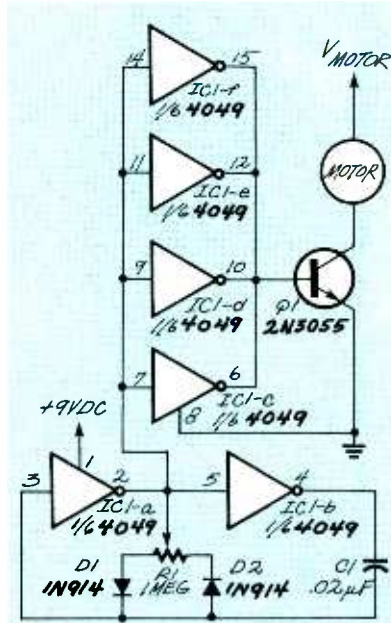 VMOTOR
14
15
IC1-f
1/6 4049
11
12
IC1-e
1/6 4049
MOTOR
9
10
IC1-d
1/6 4049
Q1
2N3055
7
6
IC1-c
8
1/6 4049
+9VDC
1
3
2
IC1-a
1/6 4049
5
4
IC1-b
1/6 4049
D1
1N914
R1
1MEG
D2
1N914
C1
.02µF